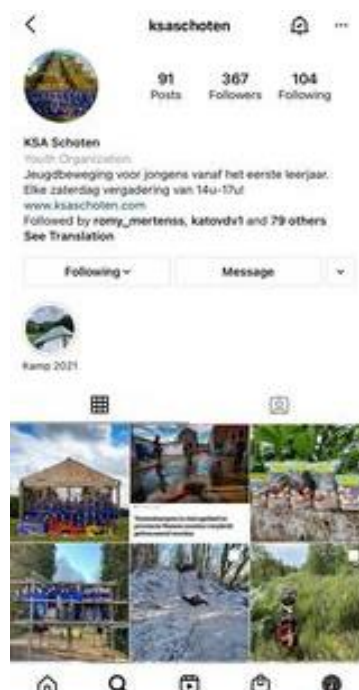 ksaschoten
91 367 104
Posts Followers Following
KSA Schoten
Youth Organization
Jeugdbeweging voor jongens vanaf het eerste leerjaar.
Elke zaterdag vergadering van 14u-17u!
www.ksaschoten.com
Followed by romy_mertenss, katovdv1 and 79 others
See Translation
Following Message
Kamp 2021